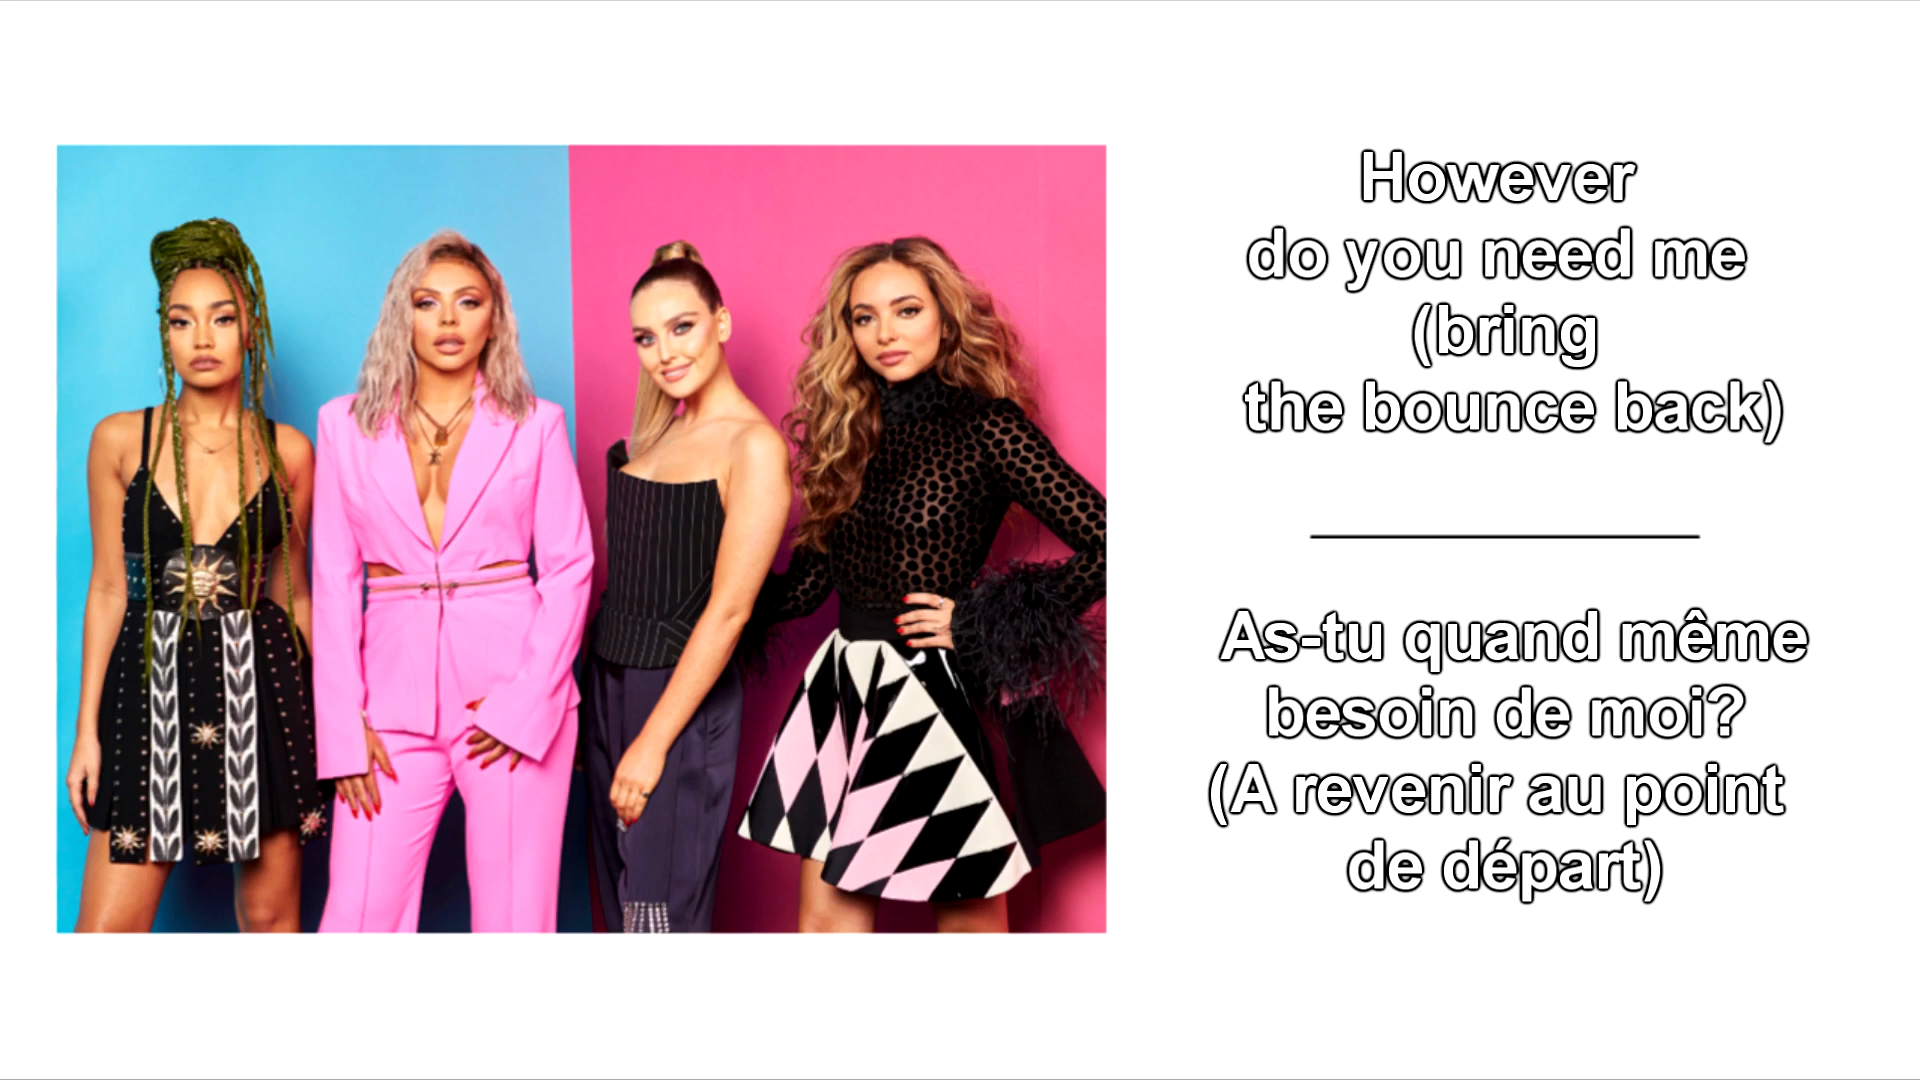 However
do you need me
(bring
the bounce back)
As-tu quand même
besoin de moi?
(A revenir au point
de départ)